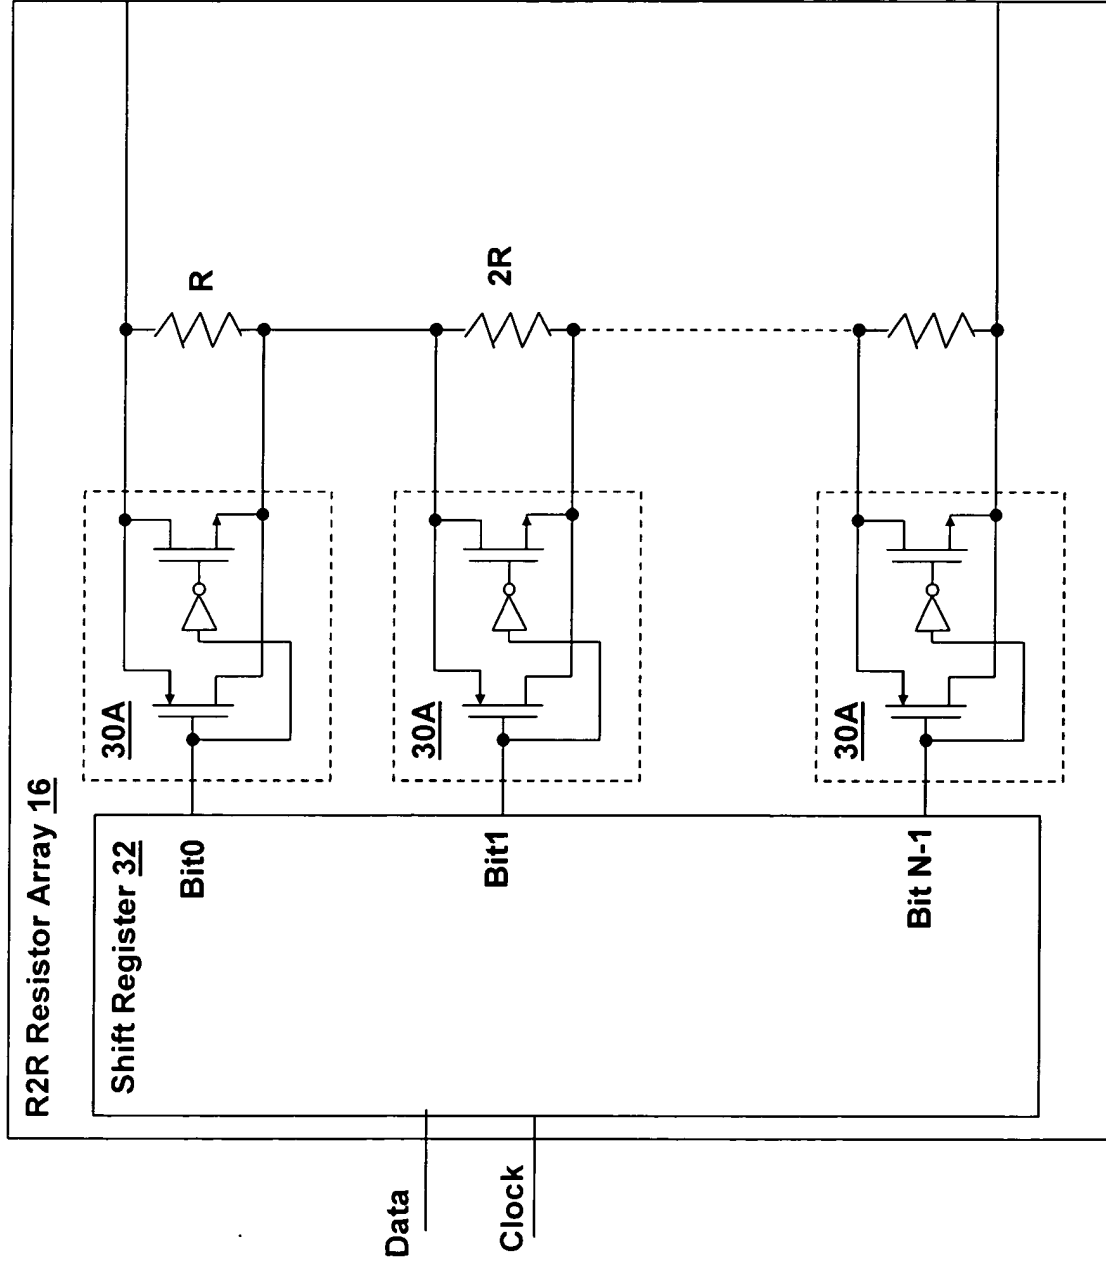 R2R Resistor Array 16
Shift Register 32
Data
Clock
Bit0
Bit1
Bit N-1
30A
30A
30A
R
2R